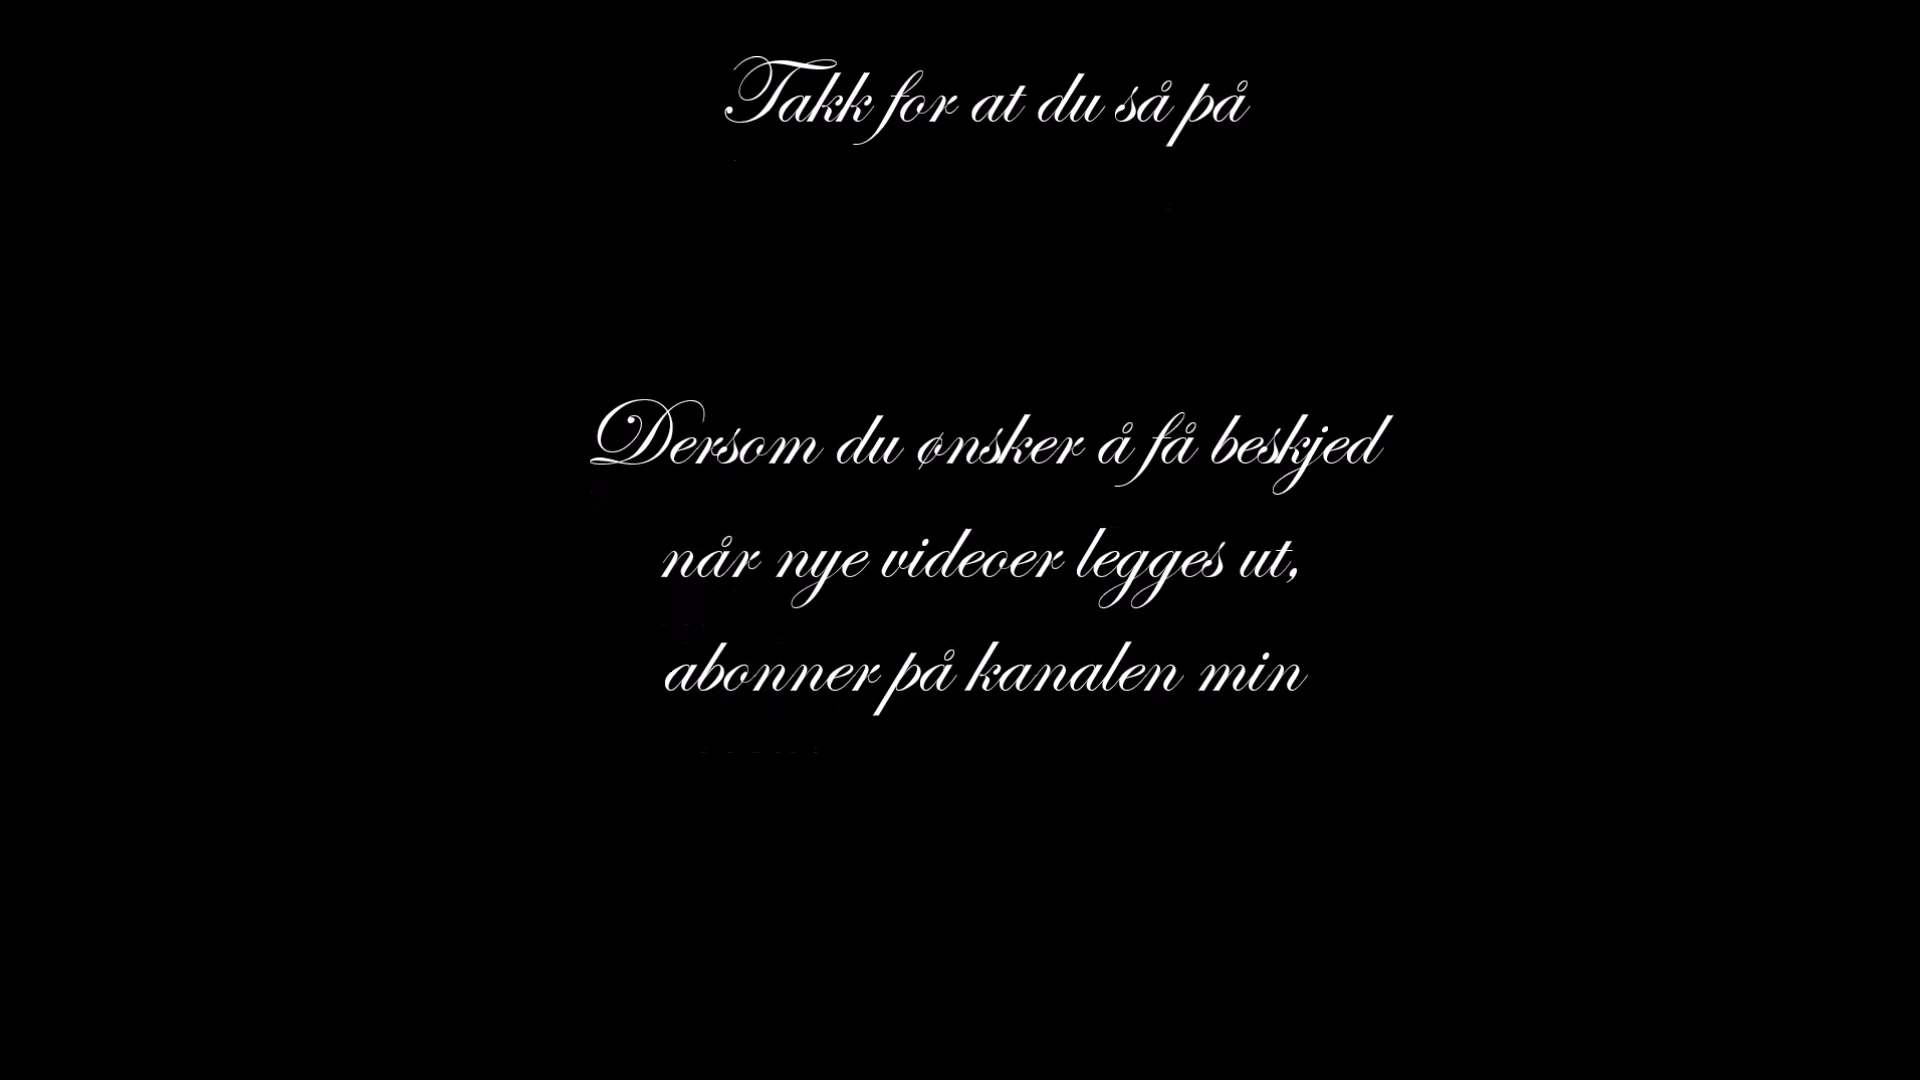 Takk for at du så på
Dersom du ønsker å få beskjed
når nye videoer legges ut,
abonner på kanalen min